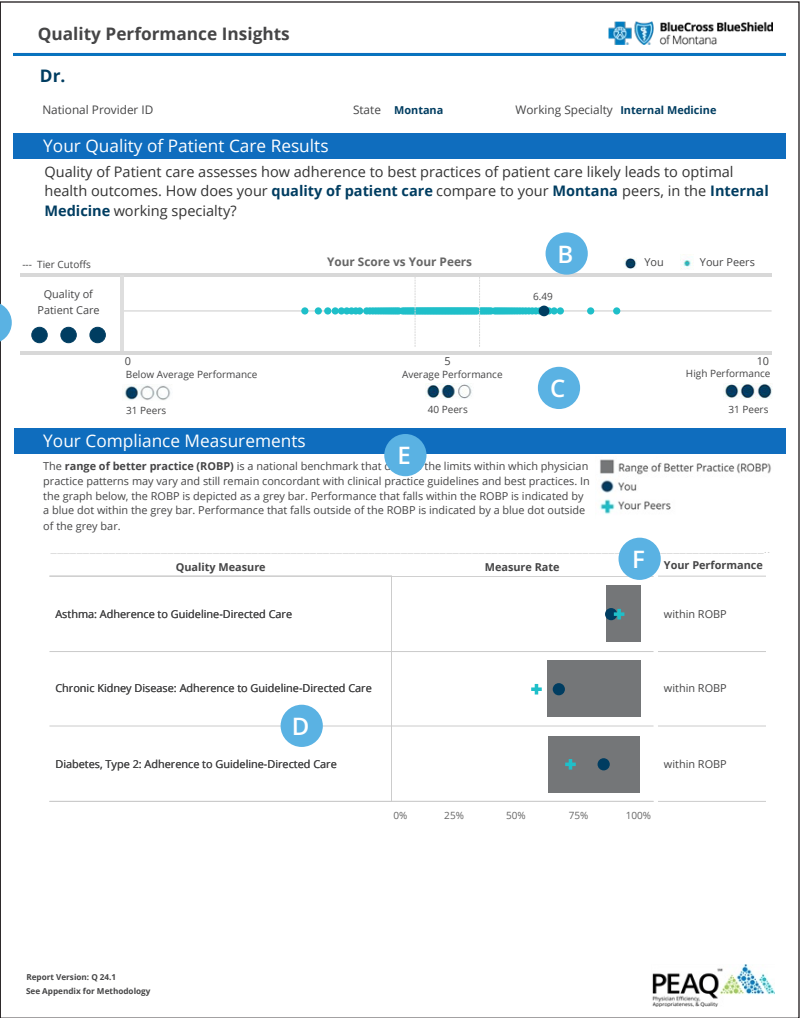 Quality Performance Insights
BlueCross BlueShield
of Montana
Dr.
National Provider ID State Montana Working Specialty Internal Medicine
Your Quality of Patient Care Results
Quality of Patient care assesses how adherence to best practices of patient care likely leads to optimal
health outcomes. How does your quality of patient care compare to your Montana peers, in the Internal
Medicine working specialty?
B
--- Tier Cutoffs Your Score vs Your Peers You Your Peers
Quality of
Patient Care
6.49
0 5 10
Below Average Performance Average Performance High Performance
C
31 Peers 40 Peers 31 Peers
Your Compliance Measurements
E
The range of better practice (ROBP) is a national benchmark that the limits within which physician
practice patterns may vary and still remain concordant with clinical practice guidelines and best practices. In
the graph below, the ROBP is depicted as a grey bar. Performance that falls within the ROBP is indicated by
a blue dot within the grey bar. Performance that falls outside of the ROBP is indicated by a blue dot outside
of the grey bar.
Range of Better Practice (ROBP)
You
Your Peers
F
Quality Measure Measure Rate Your Performance
Asthma: Adherence to Guideline-Directed Care within ROBP
Chronic Kidney Disease: Adherence to Guideline-Directed Care within ROBP
D
Diabetes, Type 2: Adherence to Guideline-Directed Care within ROBP
0% 25% 50% 75% 100%
Report Version: Q 24.1
See Appendix for Methodology
PEAQ
Physician Efficiency,
Appropriateness, & Quality